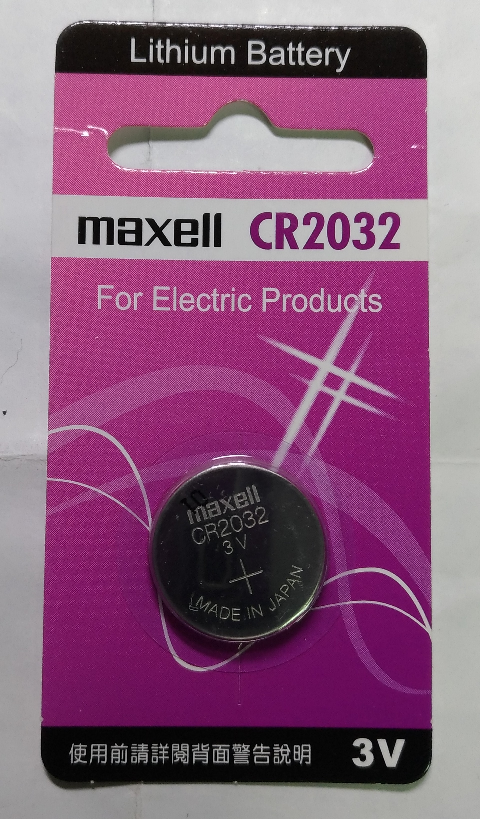 Lithium Battery
maxell CR2032
For Electric Products
maxell
CR2032
3V
+
MADE IN JAPAN
使用前請詳閱背面警告說明 3V